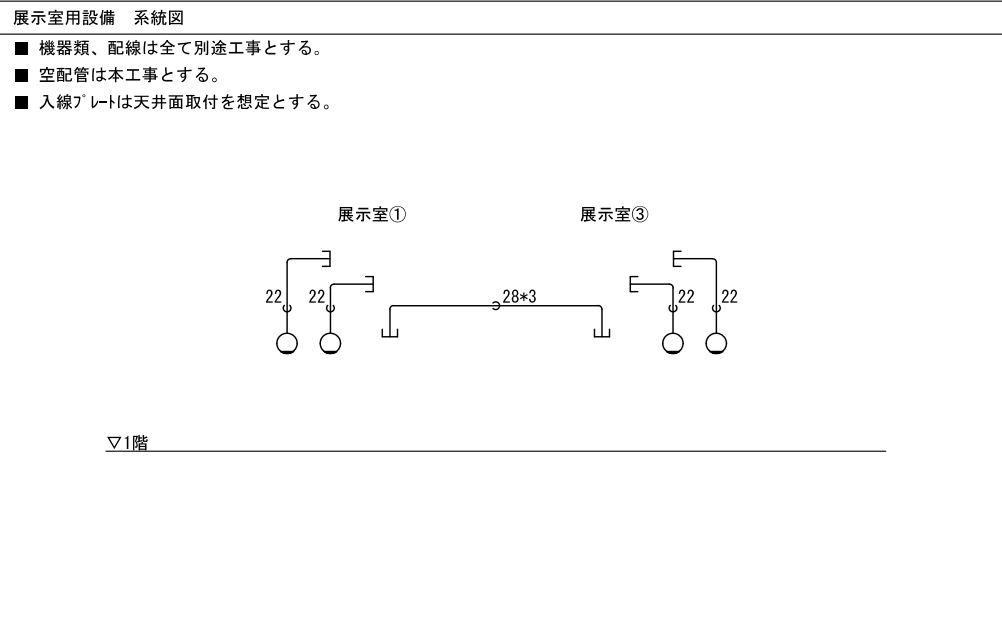 展示室用設備　系統図
■ 機器類、配線は全て別途工事とする。
■ 空配管は本工事とする。
■ 入線ﾌﾟﾚｰﾄは天井面取付を想定とする。
展示室① 展示室③
22 22 28*3 22 22
▽1階